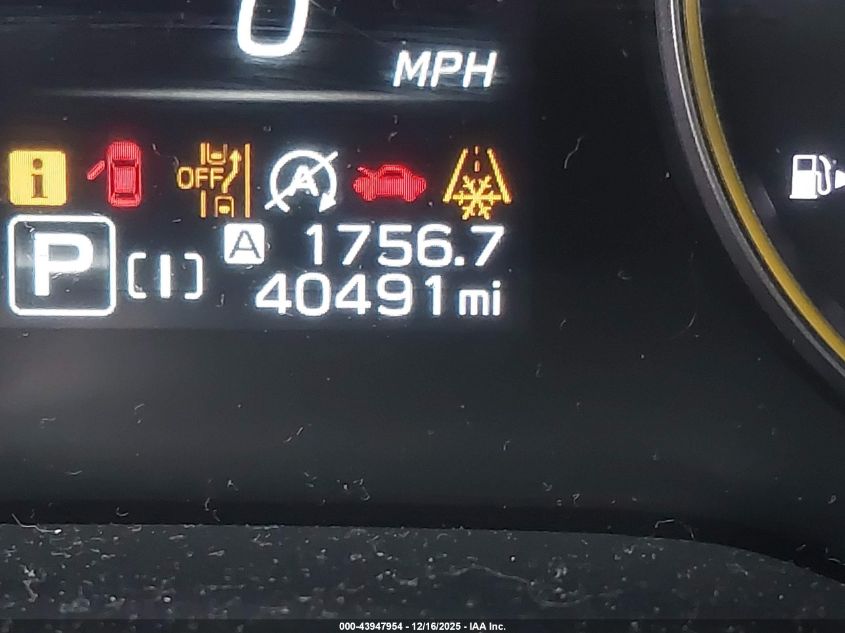 0
MPH
i OFF A
P [I] A 1756.7
40491 mi
000-43947954 - 12/16/2025 - IAA Inc.